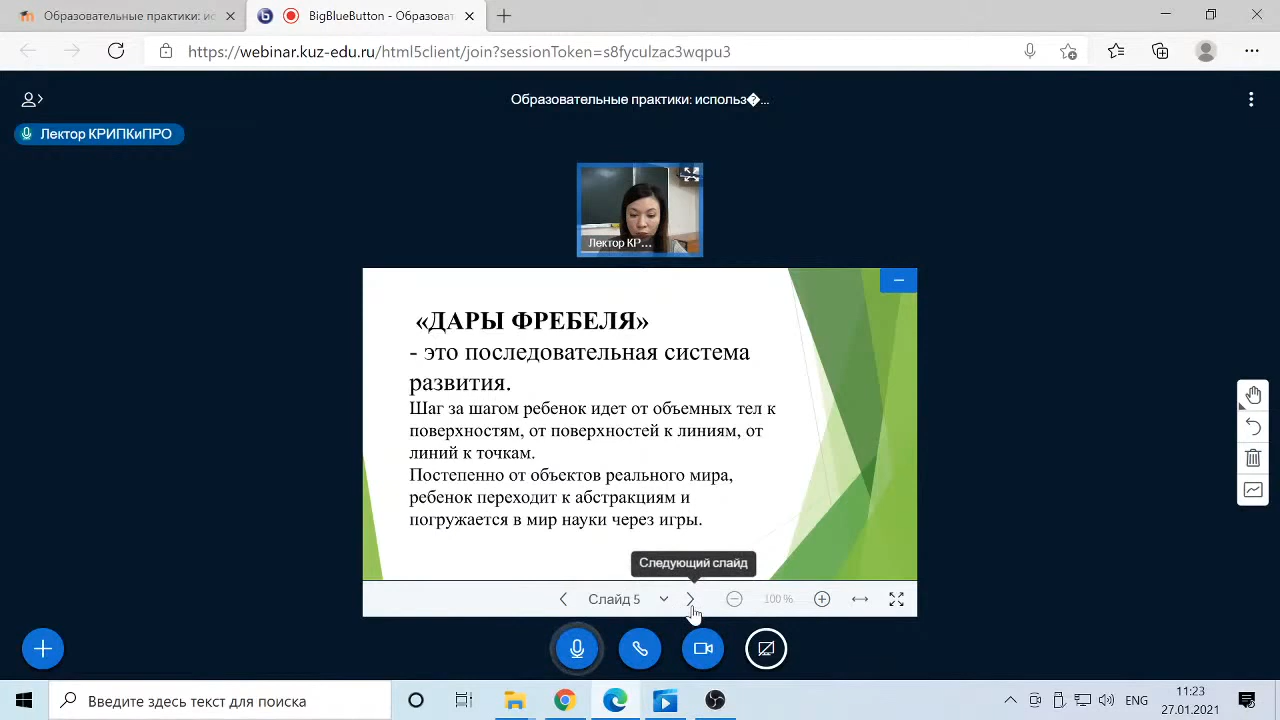 Образовательные практики: ис
BigBlueButton - Образоват
https://webinar.kuz-edu.ru/html5client/join?sessionToken=s8fyculzac3wqpu3
Образовательные практики: использ�...
Лектор КРИПКиПРО
Лектор КР...
«ДАРЫ ФРЕБЕЛЯ»
- это последовательная система
развития.
Шаг за шагом ребенок идет от объемных тел к
поверхностям, от поверхностей к линиям, от
линий к точкам.
Постепенно от объектов реального мира,
ребенок переходит к абстракциям и
погружается в мир науки через игры.
Следующий слайд
Слайд 5
100 %
Введите здесь текст для поиска
ENG
11:23
27.01.2021